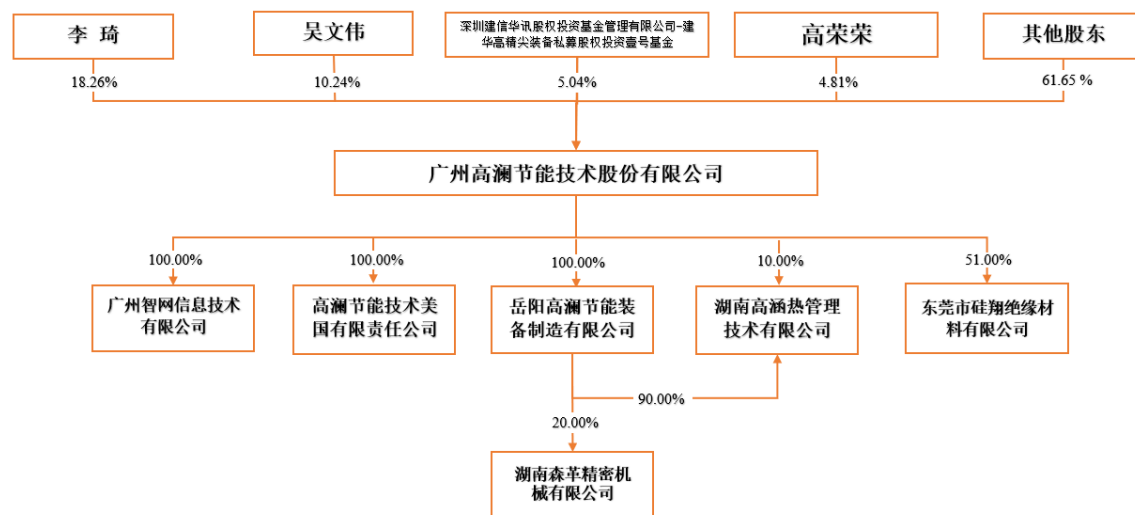 李 琦
吴文伟
深圳建信华讯股权投资基金管理有限公司-建
华高精尖装备私募股权投资壹号基金
高荣荣
其他股东
18.26%
10.24%
5.04%
4.81%
61.65 %
广州高澜节能技术股份有限公司
100.00%
100.00%
100.00%
10.00%
51.00%
广州智网信息技术
有限公司
高澜节能技术美
国有限责任公司
岳阳高澜节能装
备制造有限公司
湖南高涵热管理
技术有限公司
东莞市硅翔绝缘材
料有限公司
90.00%
20.00%
湖南森革精密机
械有限公司